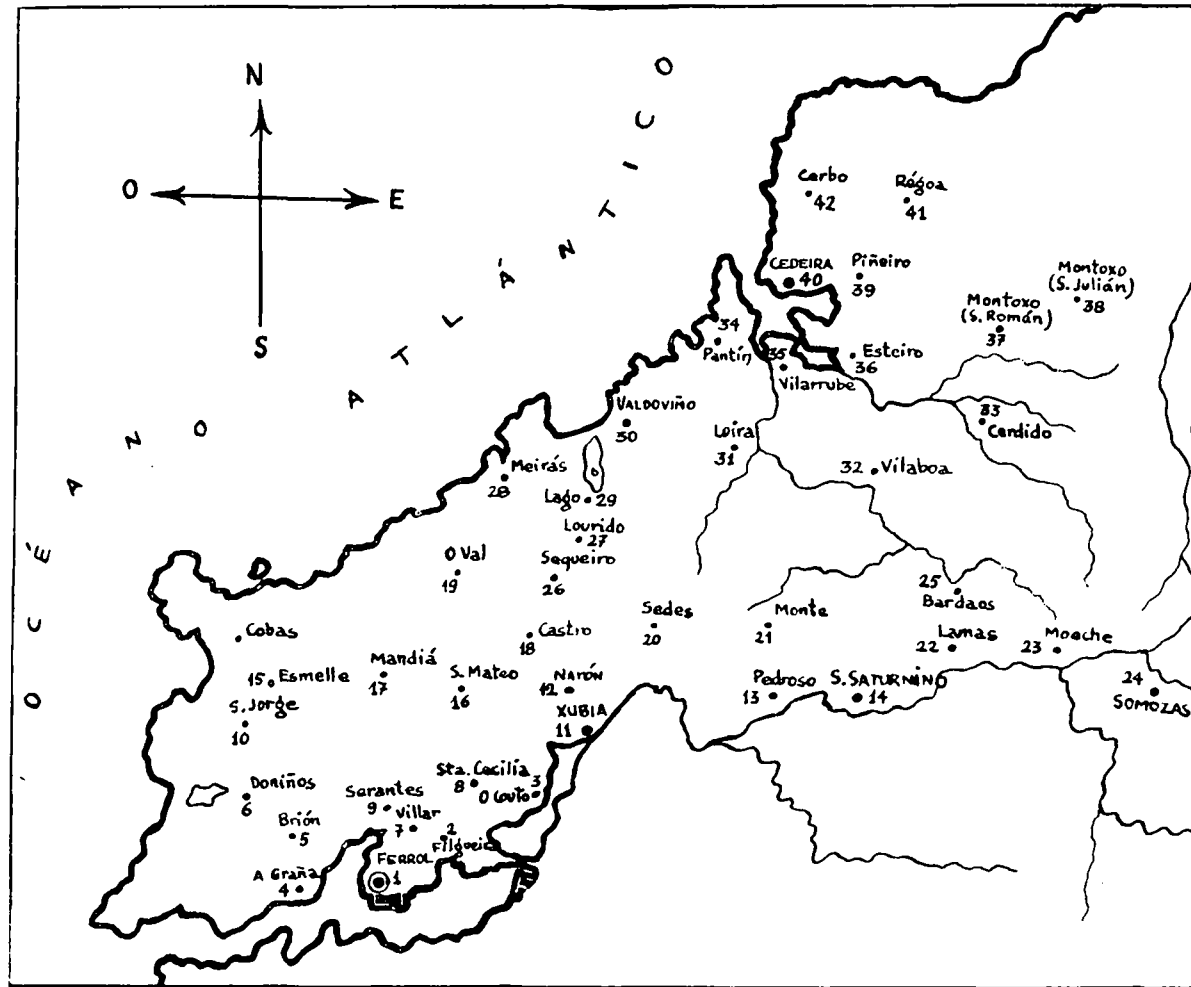 N
O E
S
OCÉANO ATLÁNTICO
Cerbo
42
Régoa
41
CEDEIRA
40
Piñeiro
39
Montoxo
(S. Julián)
38
Montoxo
(S. Román)
37
34
Pantín
35
Vilarrube
Esteiro
36
VALDOVIÑO
30
Loira
31
33
Cerdido
32 Vilaboa
Meirás
28
Lago 29
Lourido
27
O Val
19
Sequeiro
26
25
Bardaos
Cobas
Castro
18
Sedes
20
Monte
21
Lamas
22
Moeche
23
15 Esmelle
Mandiá
17
S. Mateo
16
NARÓN
12
Pedroso
13
S. SATURNINO
14
24
SOMOZAS
S. Jorge
10
XUBIA
11
Doniños
6
Sta. Cecilia
8
3
O Couto
Serantes
9
Villar
7
2
Filgueira
Brión
5
A Graña
4
FERROL
1